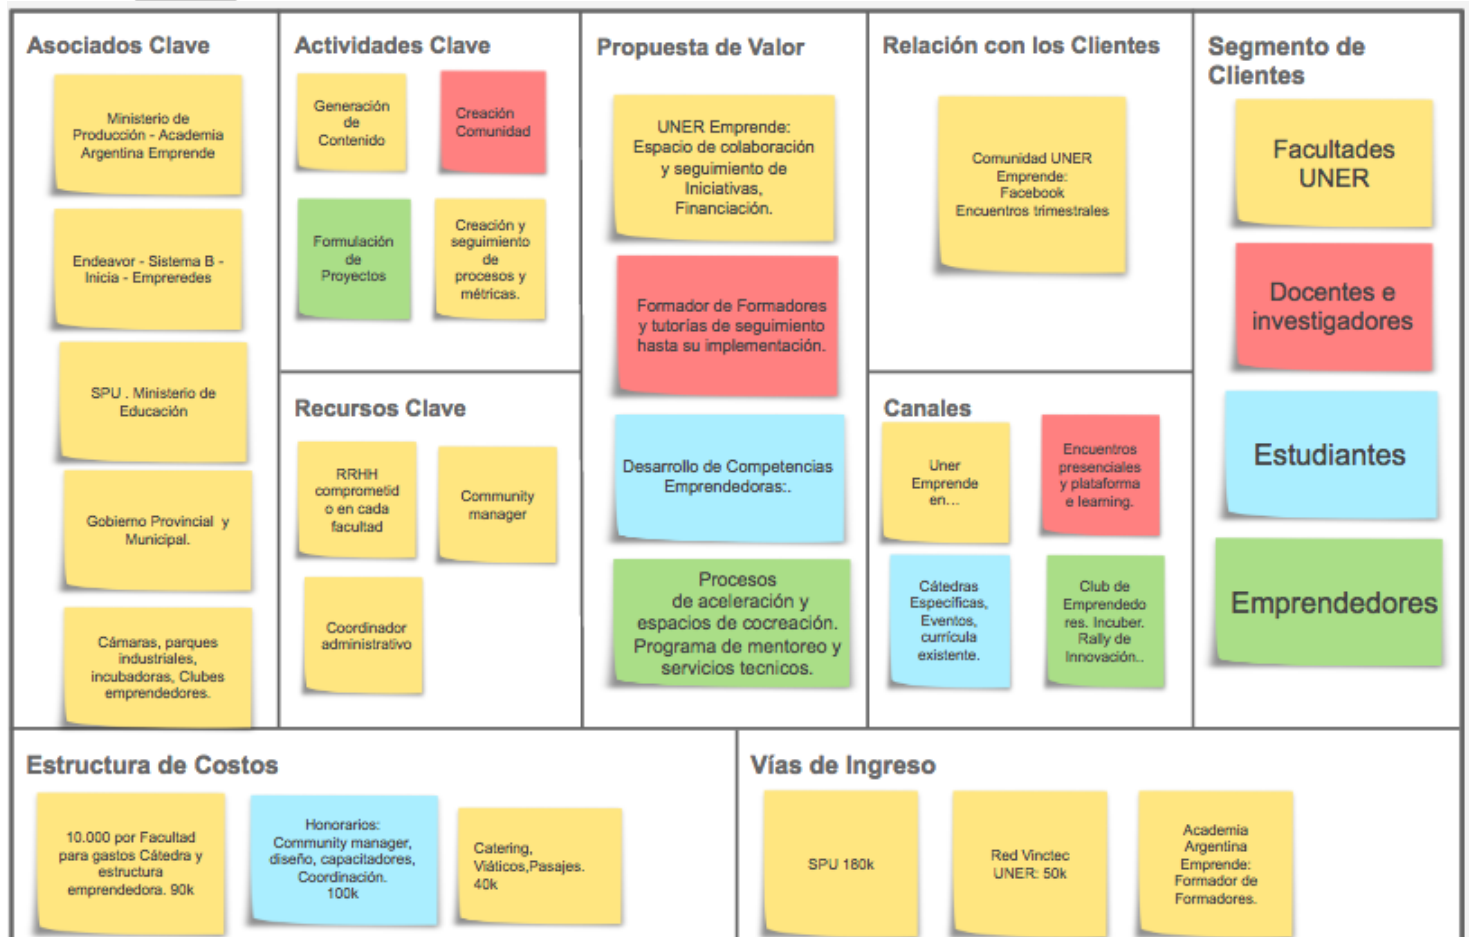 Asociados Clave
Ministerio de
Producción - Academia
Argentina Emprende
Endeavor - Sistema B -
Inicia - Empreredes
SPU . Ministerio de
Educación
Gobierno Provincial y
Municipal.
Cámaras, parques
industriales,
incubadoras, Clubes
emprendedores.
Actividades Clave
Generación
de
Contenido
Creación
Comunidad
Formulación
de
Proyectos
Creación y
seguimiento
de
procesos y
métricas.
Recursos Clave
RRHH
comprometid
o en cada
facultad
Community
manager
Coordinador
administrativo
Propuesta de Valor
UNER Emprende:
Espacio de colaboración
y seguimiento de
Iniciativas,
Financiación.
Formador de Formadores
y tutorías de seguimiento
hasta su implementación.
Desarrollo de Competencias
Emprendedoras:.
Procesos
de aceleración y
espacios de cocreación.
Programa de mentoreo y
servicios tecnicos.
Relación con los Clientes
Comunidad UNER
Emprende:
Facebook
Encuentros trimestrales
Canales
Uner
Emprende
en...
Encuentros
presenciales
y plataforma
e learning.
Cátedras
Específicas,
Eventos,
currícula
existente.
Club de
Emprendedo
res. Incuber.
Rally de
Innovación..
Segmento de
Clientes
Facultades
UNER
Docentes e
investigadores
Estudiantes
Emprendedores
Estructura de Costos
10.000 por Facultad
para gastos Cátedra y
estructura
emprendedora. 90k
Honorarios:
Community manager,
diseño, capacitadores,
Coordinación.
100k
Catering,
Viáticos,Pasajes.
40k
Vías de Ingreso
SPU 180k
Red Vinctec
UNER: 50k
Academia
Argentina
Emprende:
Formador de
Formadores.